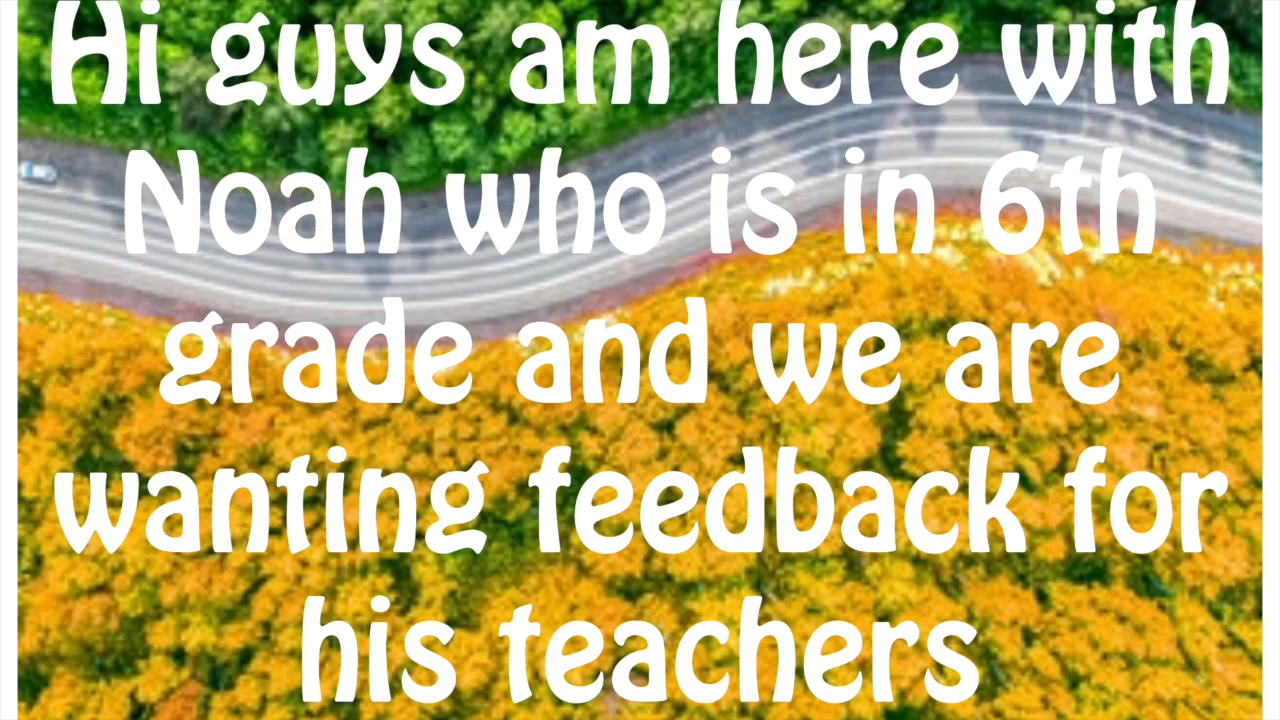 Hi guys am here with
Noah who is in 6th
grade and we are
wanting feedback for
his teachers